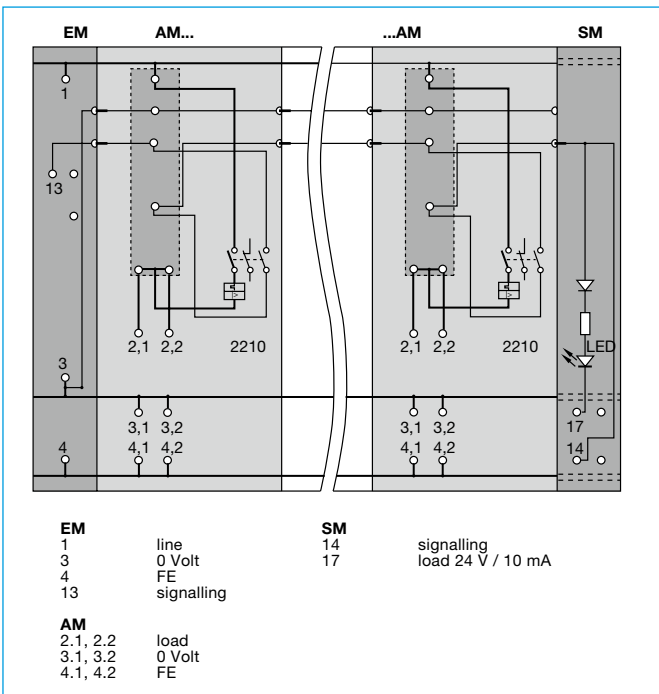 EM AM... ...AM SM
1
13
2,1 2,2 2210 2,1 2,2 2210 LED
3
3,1 3,2 3,1 3,2 17
4 4,1 4,2 4,1 4,2 14
EM
1 line
3 0 Volt
4 FE
13 signalling
AM
2.1, 2.2 load
3.1, 3.2 0 Volt
4.1, 4.2 FE
SM
14 signalling
17 load 24 V / 10 mA